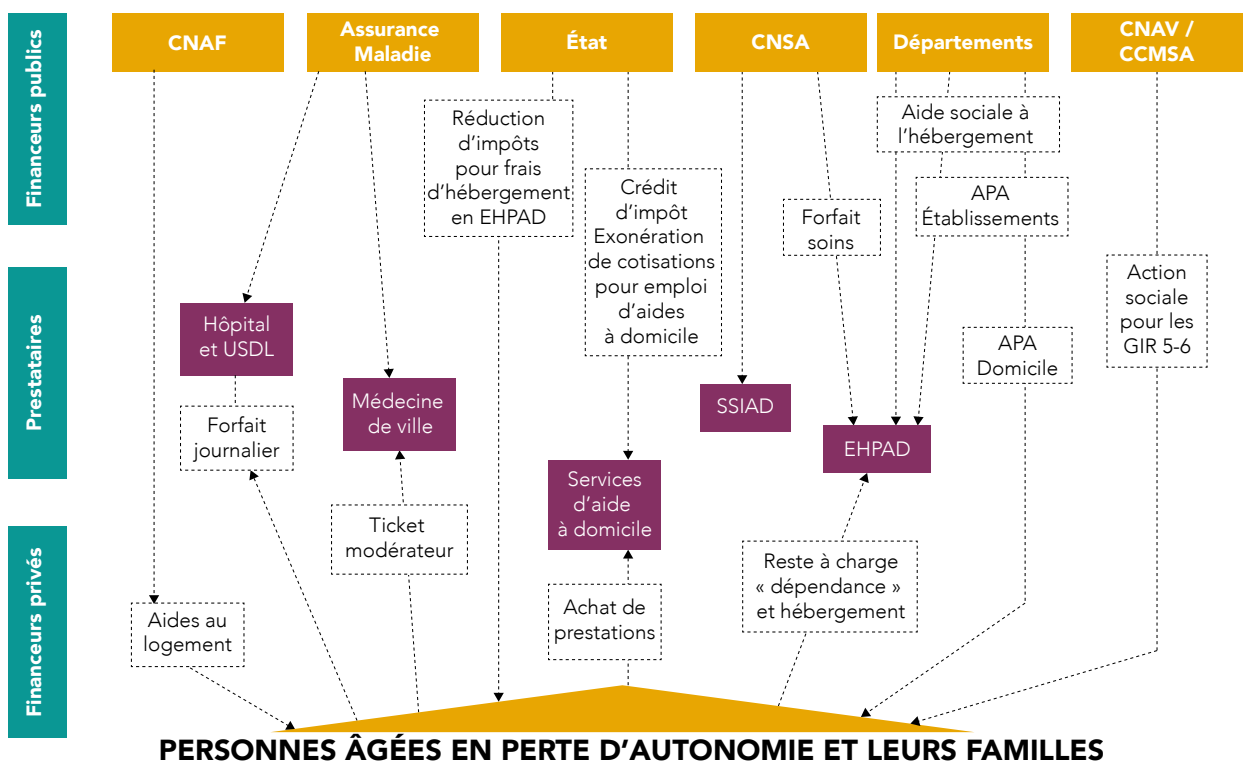 Financeurs publics
CNAF
Assurance
Maladie
État
CNSA
Départements
CNAV /
CCMSA
Réduction
d'impôts
pour frais
d'hébergement
en EHPAD
Crédit
d'impôt
Exonération
de cotisations
pour emploi
d'aides
à domicile
Forfait
soins
Aide sociale à
l'hébergement
APA
Établissements
Action
sociale
pour les
GIR 5-6
APA
Domicile
Prestataires
Hôpital
et USDL
Forfait
journalier
Médecine
de ville
Services
d'aide
à domicile
SSIAD
EHPAD
Financeurs privés
Aides au
logement
Ticket
modérateur
Achat de
prestations
Reste à charge
« dépendance »
et hébergement
PERSONNES ÂGÉES EN PERTE D'AUTONOMIE ET LEURS FAMILLES